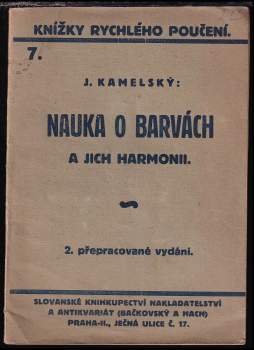 KNÍŽKY RYCHLÉHO POUČENÍ.
7.
J. KAMELSKÝ:
NAUKA O BARVÁCH
A JICH HARMONII.
2. přepracované vydání.
SLOVANSKÉ KNIHKUPECTVÍ NAKLADATELSTVÍ
A ANTIKVARIÁT (BAČKOVSKÝ A HACH)
PRAHA-II., JEČNÁ ULICE Č. 17.